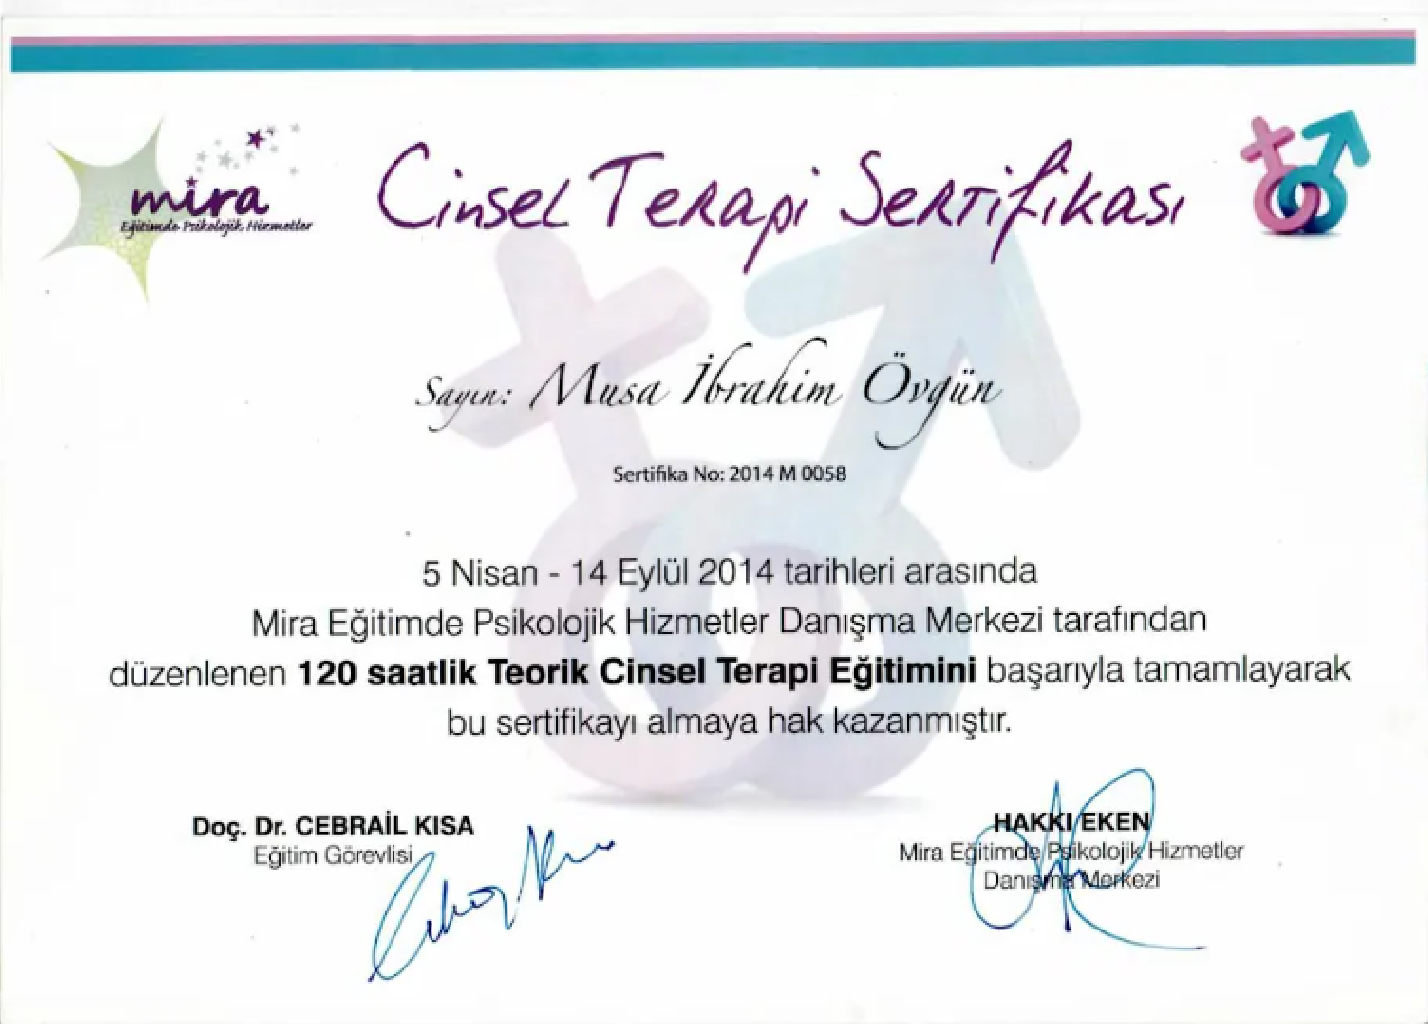 mira
Eğitimde Psikolojik Hizmetler
Cinsel Terapi Sertifikası
Sayın: Musa İbrahim Övgün
Sertifika No: 2014 M 0058
5 Nisan - 14 Eylül 2014 tarihleri arasında
Mira Eğitimde Psikolojik Hizmetler Danışma Merkezi tarafından
düzenlenen 120 saatlik Teorik Cinsel Terapi Eğitimini başarıyla tamamlayarak
bu sertifikayı almaya hak kazanmıştır.
Doç. Dr. CEBRAİL KISA
Eğitim Görevlisi
HAKKI EKEN
Mira Eğitimde Psikolojik Hizmetler
Danışma Merkezi